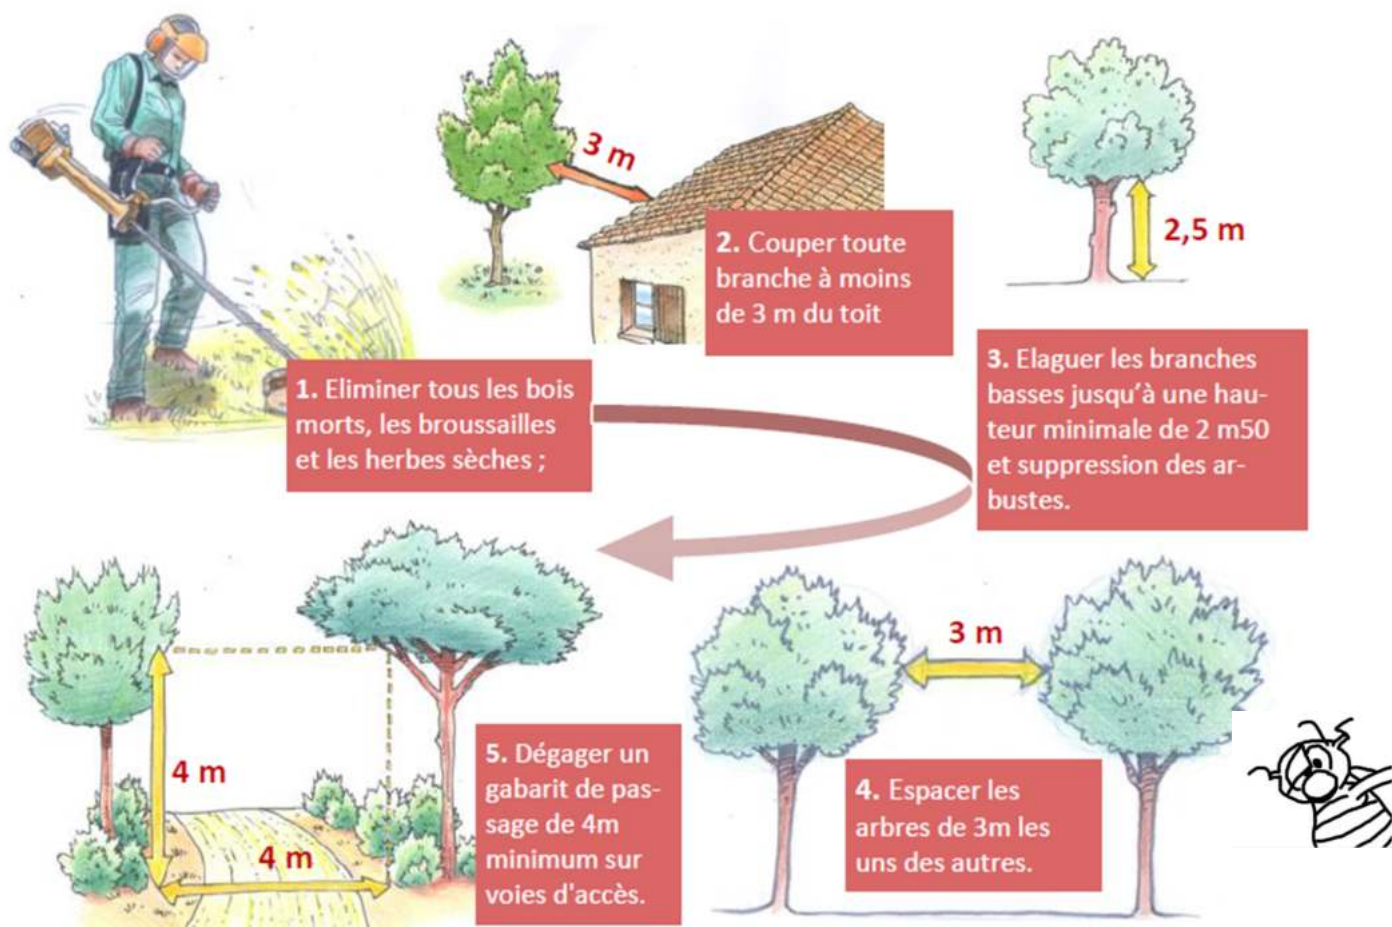 1. Eliminer tous les bois
morts, les broussailles
et les herbes sèches ;
3 m
2. Couper toute
branche à moins
de 3 m du toit
2,5 m
3. Elaguer les branches
basses jusqu'à une hau-
teur minimale de 2 m50
et suppression des ar-
bustes.
3 m
4. Espacer les
arbres de 3m les
uns des autres.
4 m
4 m
5. Dégager un
gabarit de pas-
sage de 4m
minimum sur
voies d'accès.